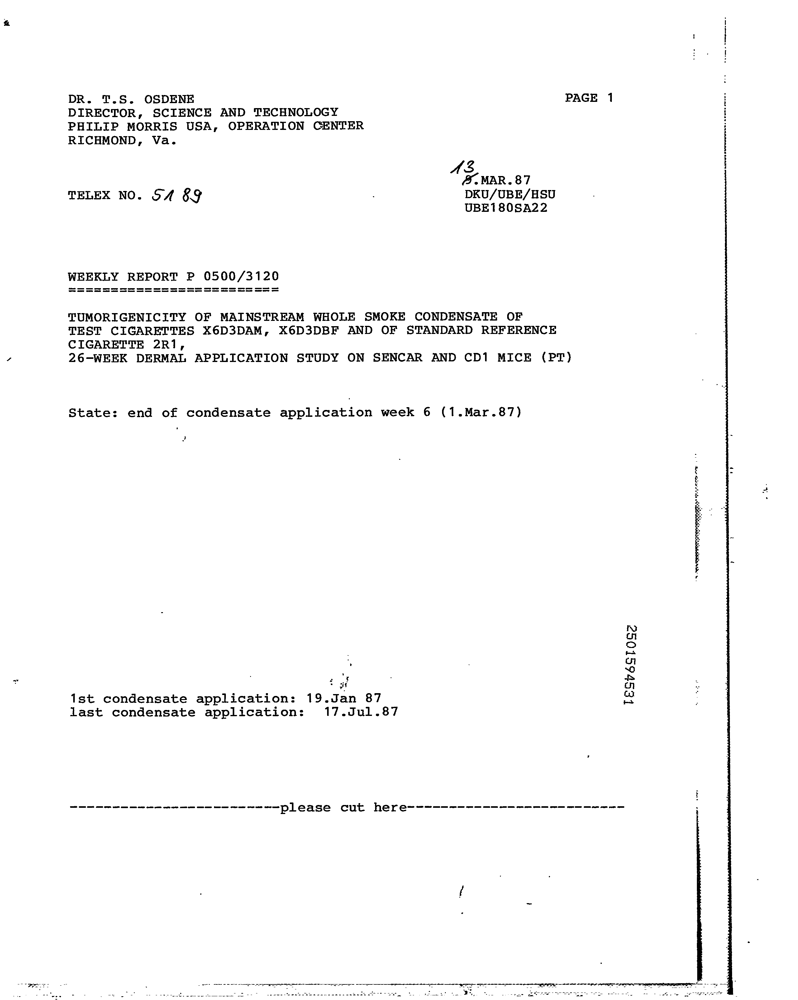 DR. T.S. OSDENE
PAGE 1
DIRECTOR, SCIENCE AND TECHNOLOGY
PHILIP MORRIS USA, OPERATION CENTER
RICHMOND, Va.
13
.MAR.87
TELEX NO. 5189
DKU/UBE/HSU
UBE180SA22
WEEKLY REPORT P 0500/3120
=========================
TUMORIGENICITY OF MAINSTREAM WHOLE SMOKE CONDENSATE OF
TEST CIGARETTES X6D3DAM, X6D3DBF AND OF STANDARD REFERENCE
CIGARETTE 2R1,
26-WEEK DERMAL APPLICATION STUDY ON SENCAR AND CD1 MICE (PT)
State: end of condensate application week 6 (1.Mar.87)
2501594531
1st condensate application: 19.Jan 87
last condensate application: 17.Jul.87
-------------------------please cut here--------------------------